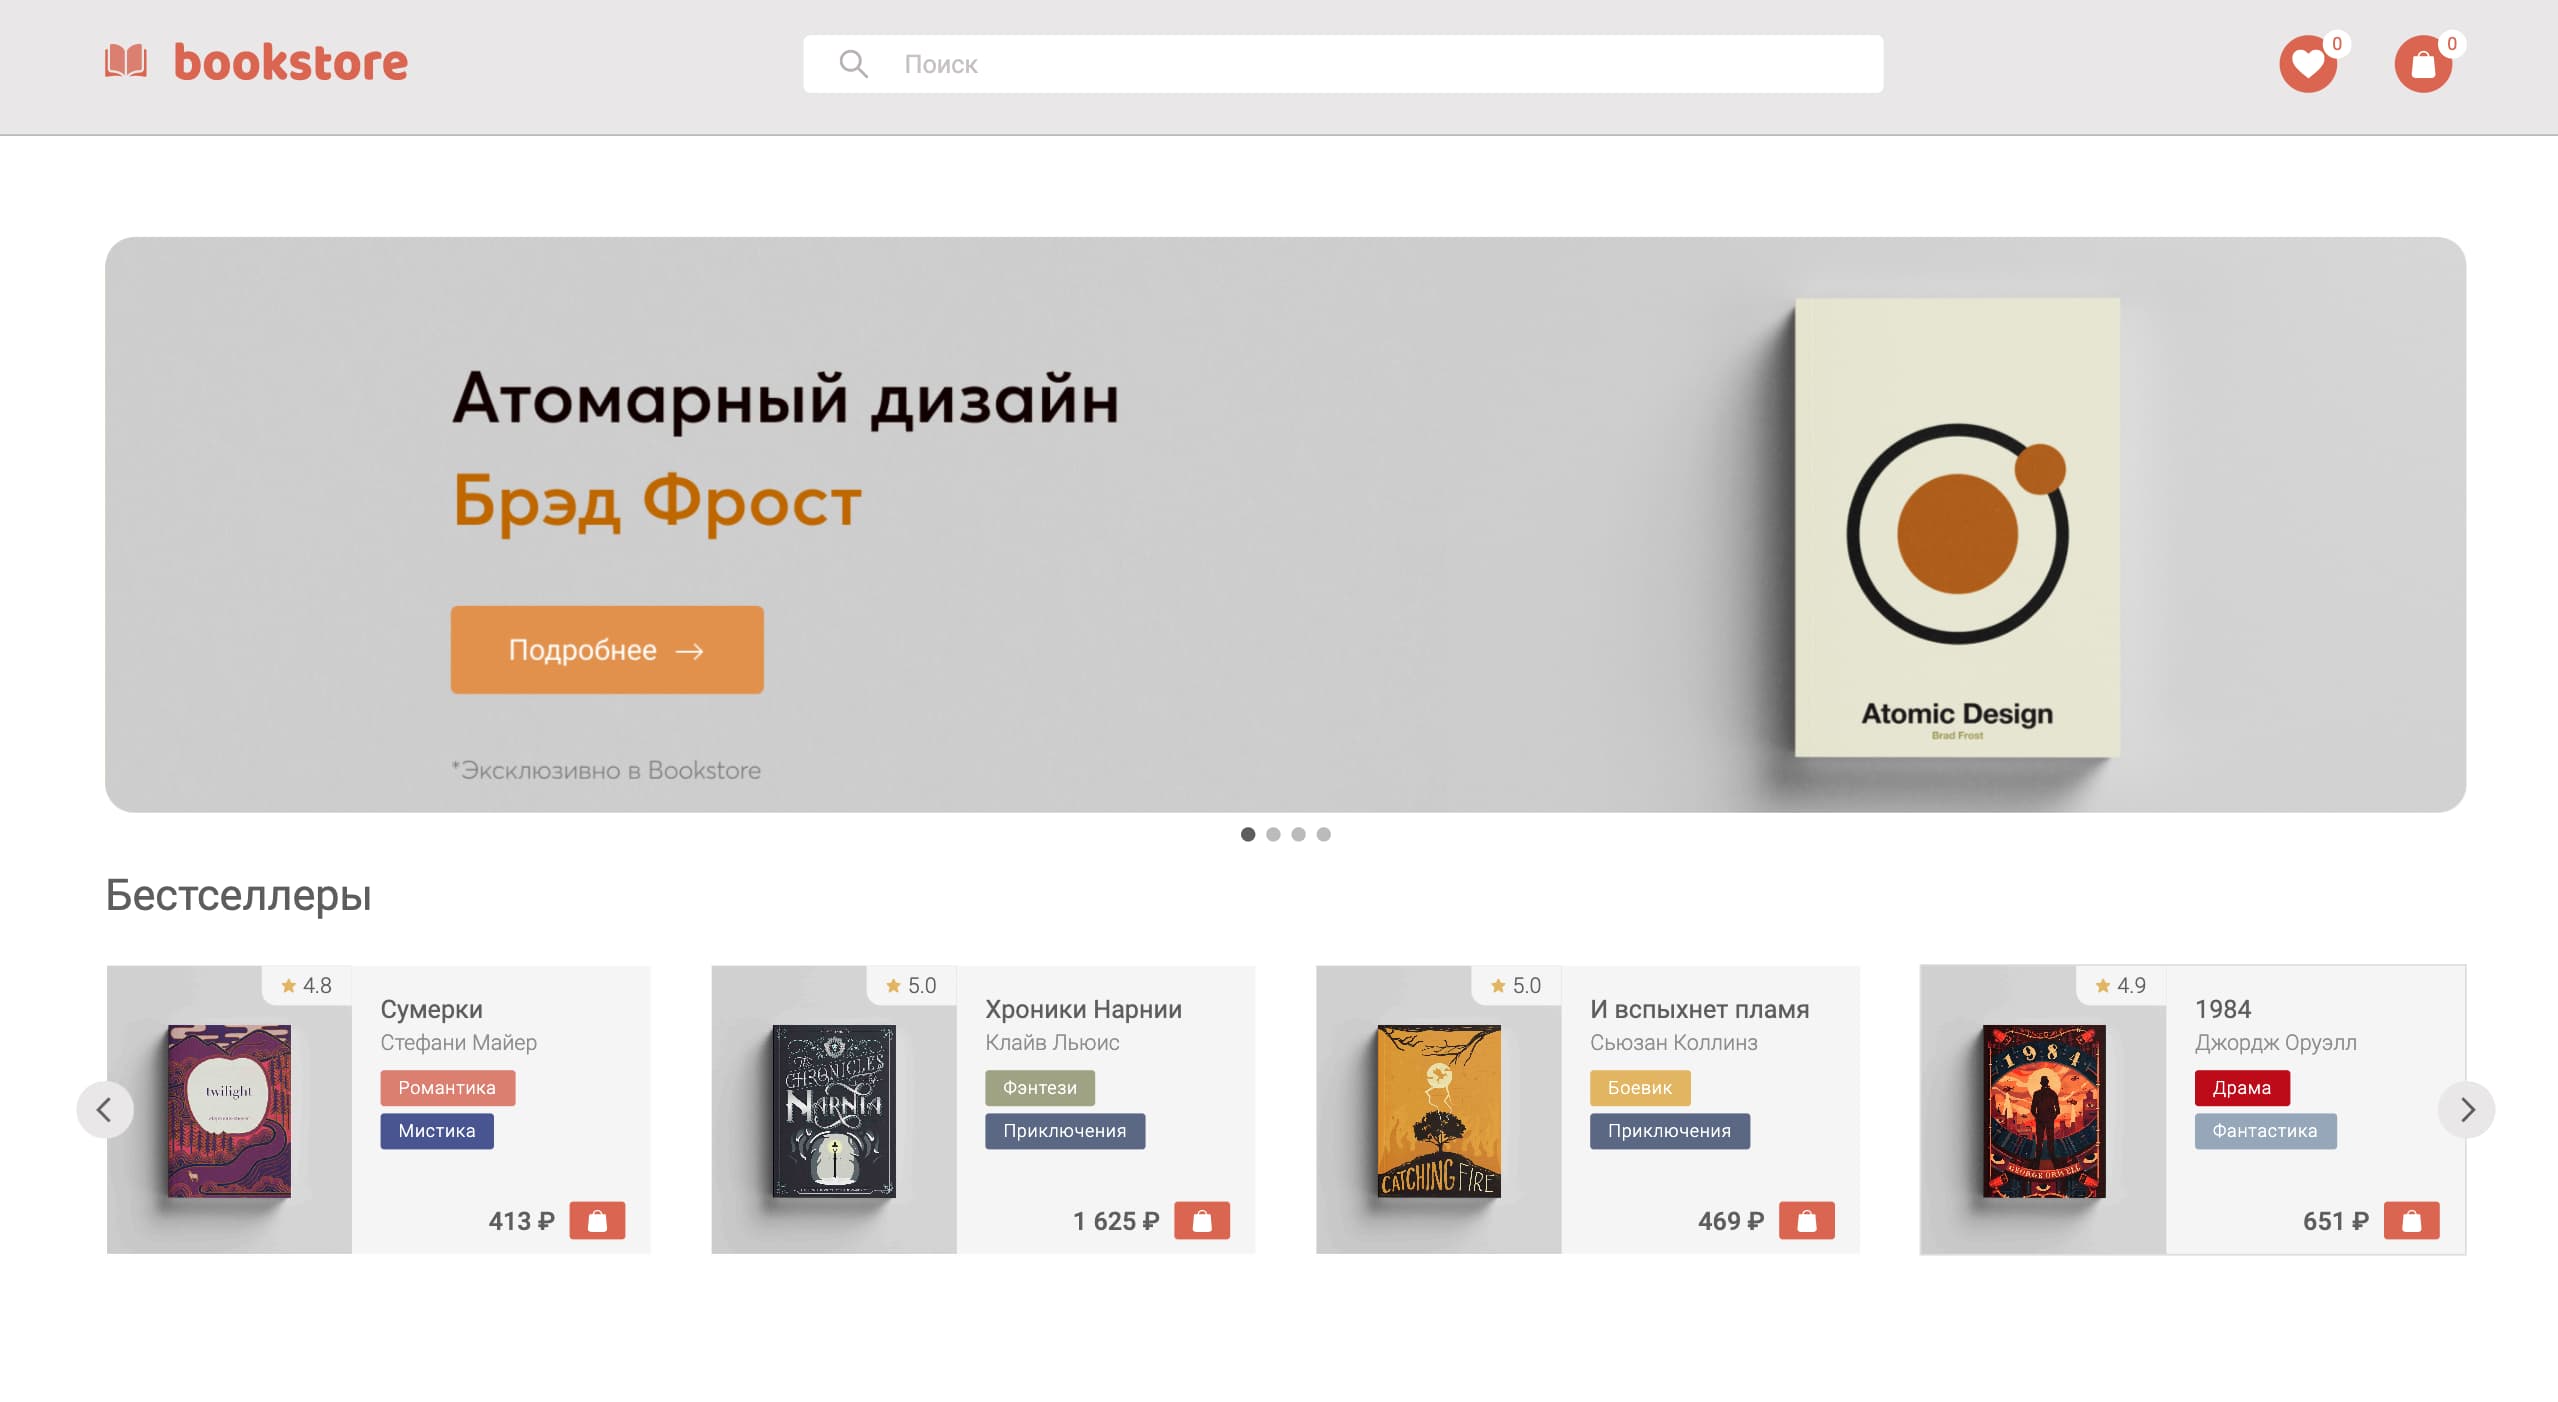 bookstore
Поиск
0
0
Атомарный дизайн
Брэд Фрост
Подробнее →
*Эксклюзивно в Bookstore
Atomic Design
Brad Frost
Бестселлеры
4.8
twilight
Сумерки
Стефани Майер
Романтика
Мистика
413 ₽
5.0
The
CHRONICLES
of
NARNIA
Хроники Нарнии
Клайв Льюис
Фэнтези
Приключения
1 625 ₽
5.0
CATCHING FIRE
И вспыхнет пламя
Сьюзан Коллинз
Боевик
Приключения
469 ₽
4.9
1984
GEORGE ORWELL
1984
Джордж Оруэлл
Драма
Фантастика
651 ₽